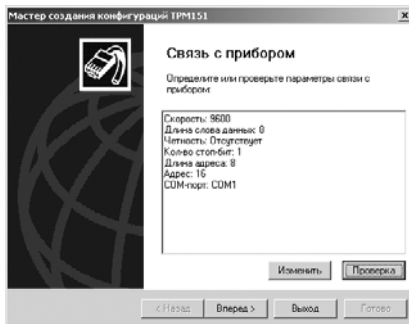 Мастер создания конфигураций ТРМ151
Связь с прибором
Определите или проверьте параметры связи с
прибором:
Скорость: 9600
Длина слова данных: 8
Четность: Отсутствует
Кол-во стоп-бит: 1
Длина адреса: 8
Адрес: 16
COM-порт: COM1
Изменить
Проверка
< Назад
Вперед >
Выход
Готово